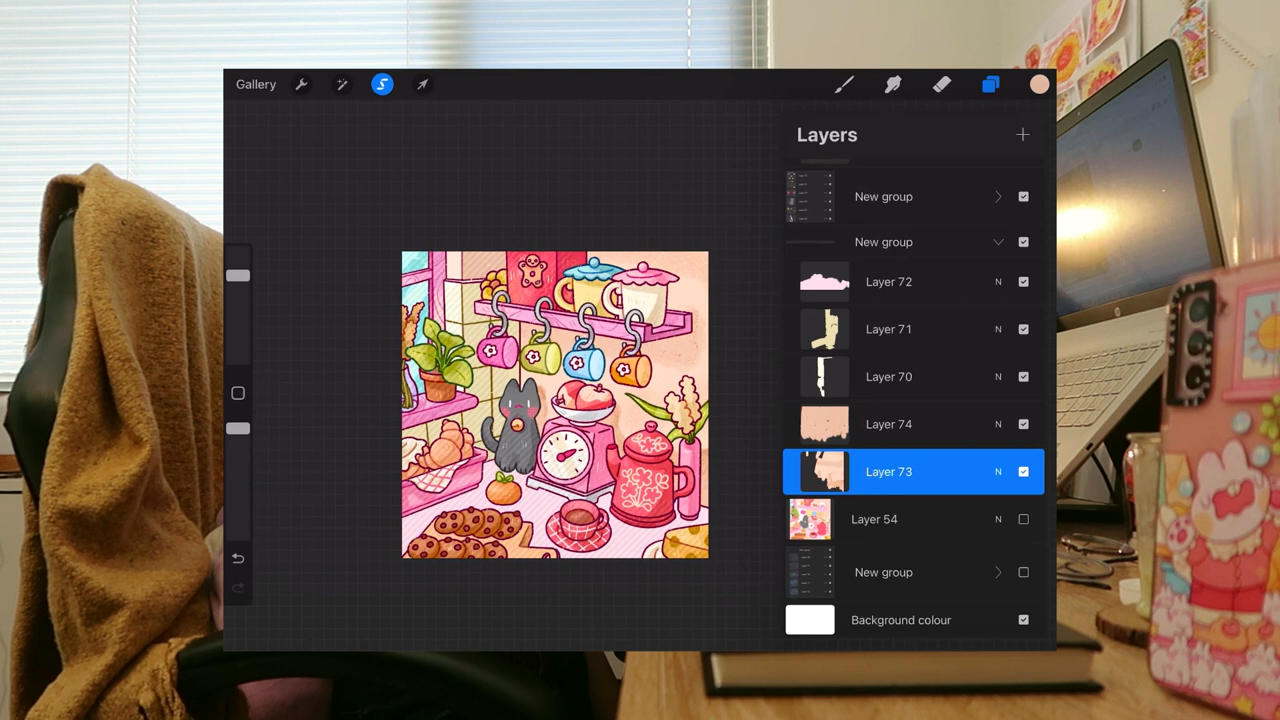 Gallery
Layers
New group
New group
Layer 72 N
Layer 71 N
Layer 70 N
Layer 74 N
Layer 73 N
Layer 54 N
New group
Background colour